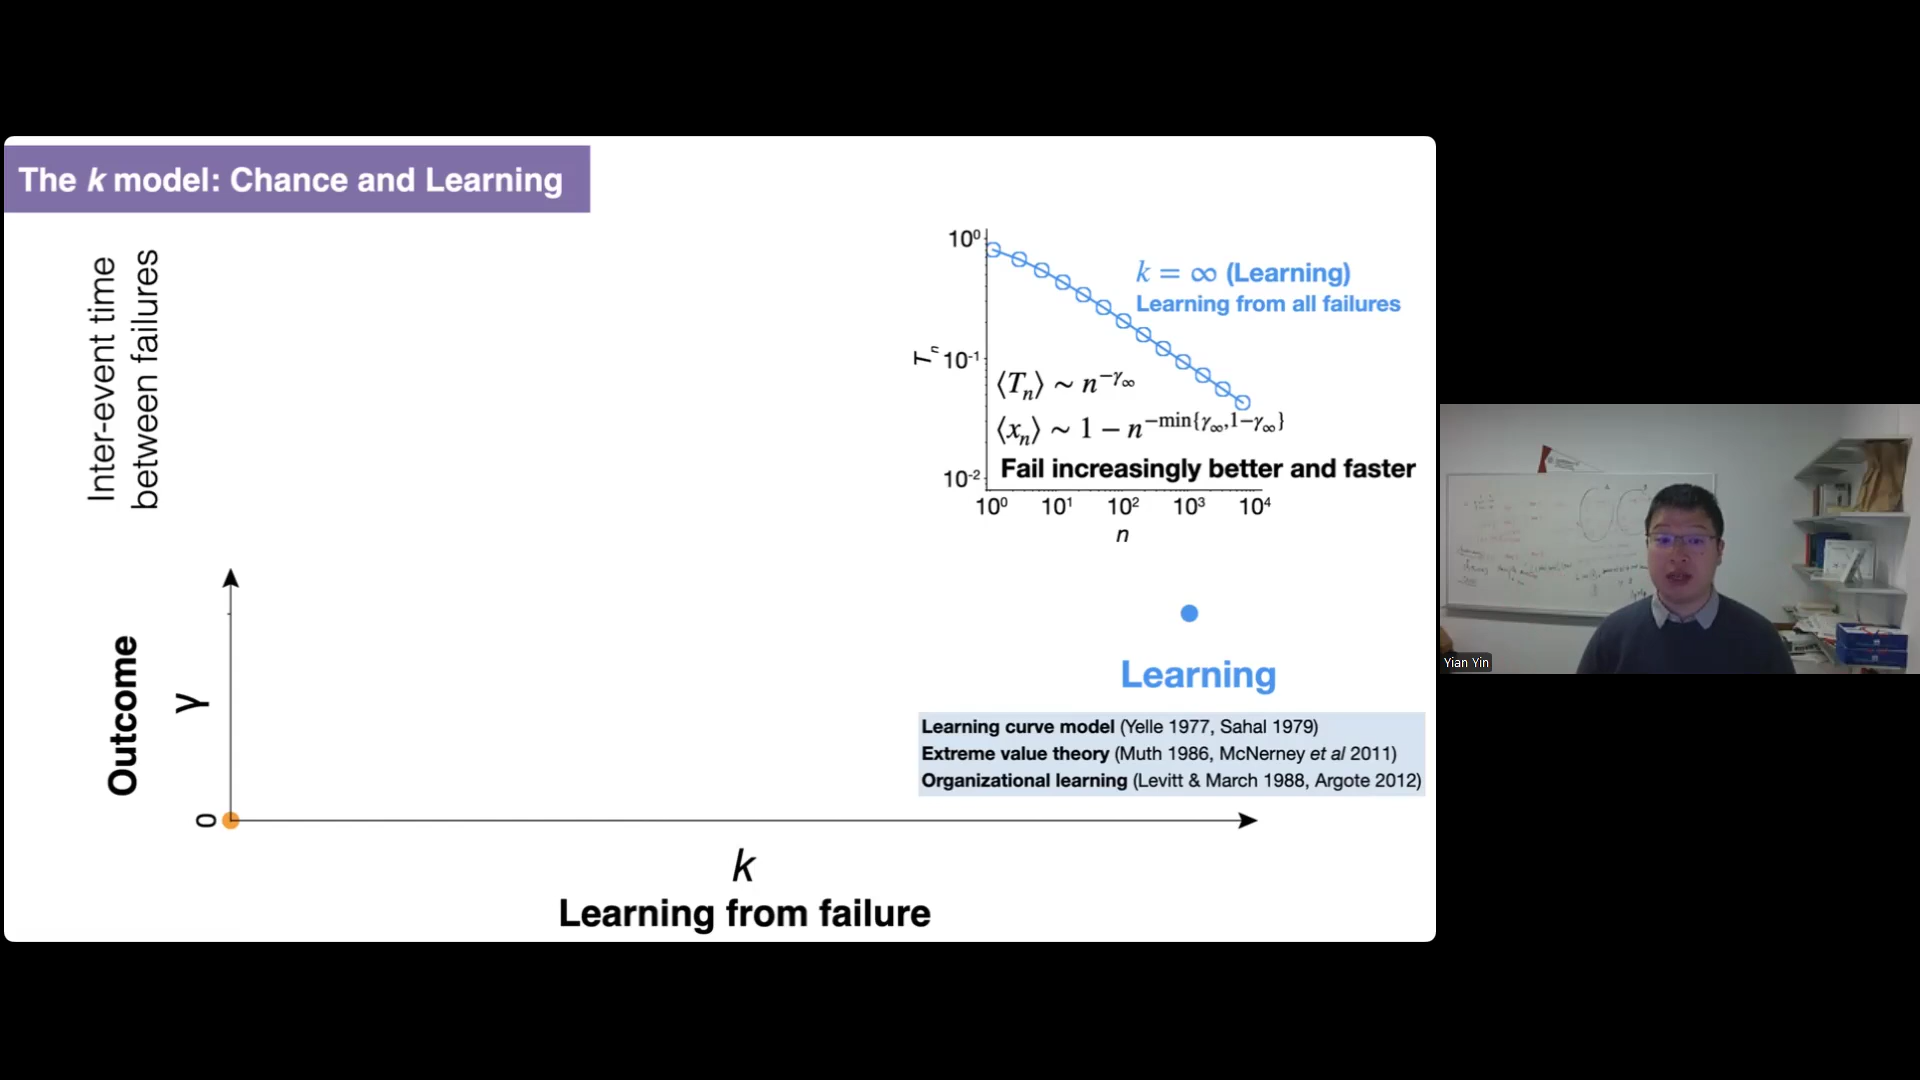 The k model: Chance and Learning
Inter-event time
between failures
10⁰
10⁻¹
10⁻²
Tₙ
k = ∞ (Learning)
Learning from all failures
⟨Tₙ⟩ ~ n^{−γ∞}
⟨xₙ⟩ ~ 1 − n^{−min{γ∞,1−γ∞}}
Fail increasingly better and faster
10⁰ 10¹ 10² 10³ 10⁴
n
Outcome
γ
0
Learning
Learning curve model (Yelle 1977, Sahal 1979)
Extreme value theory (Muth 1986, McNerney et al 2011)
Organizational learning (Levitt & March 1988, Argote 2012)
k
Learning from failure
Yian Yin